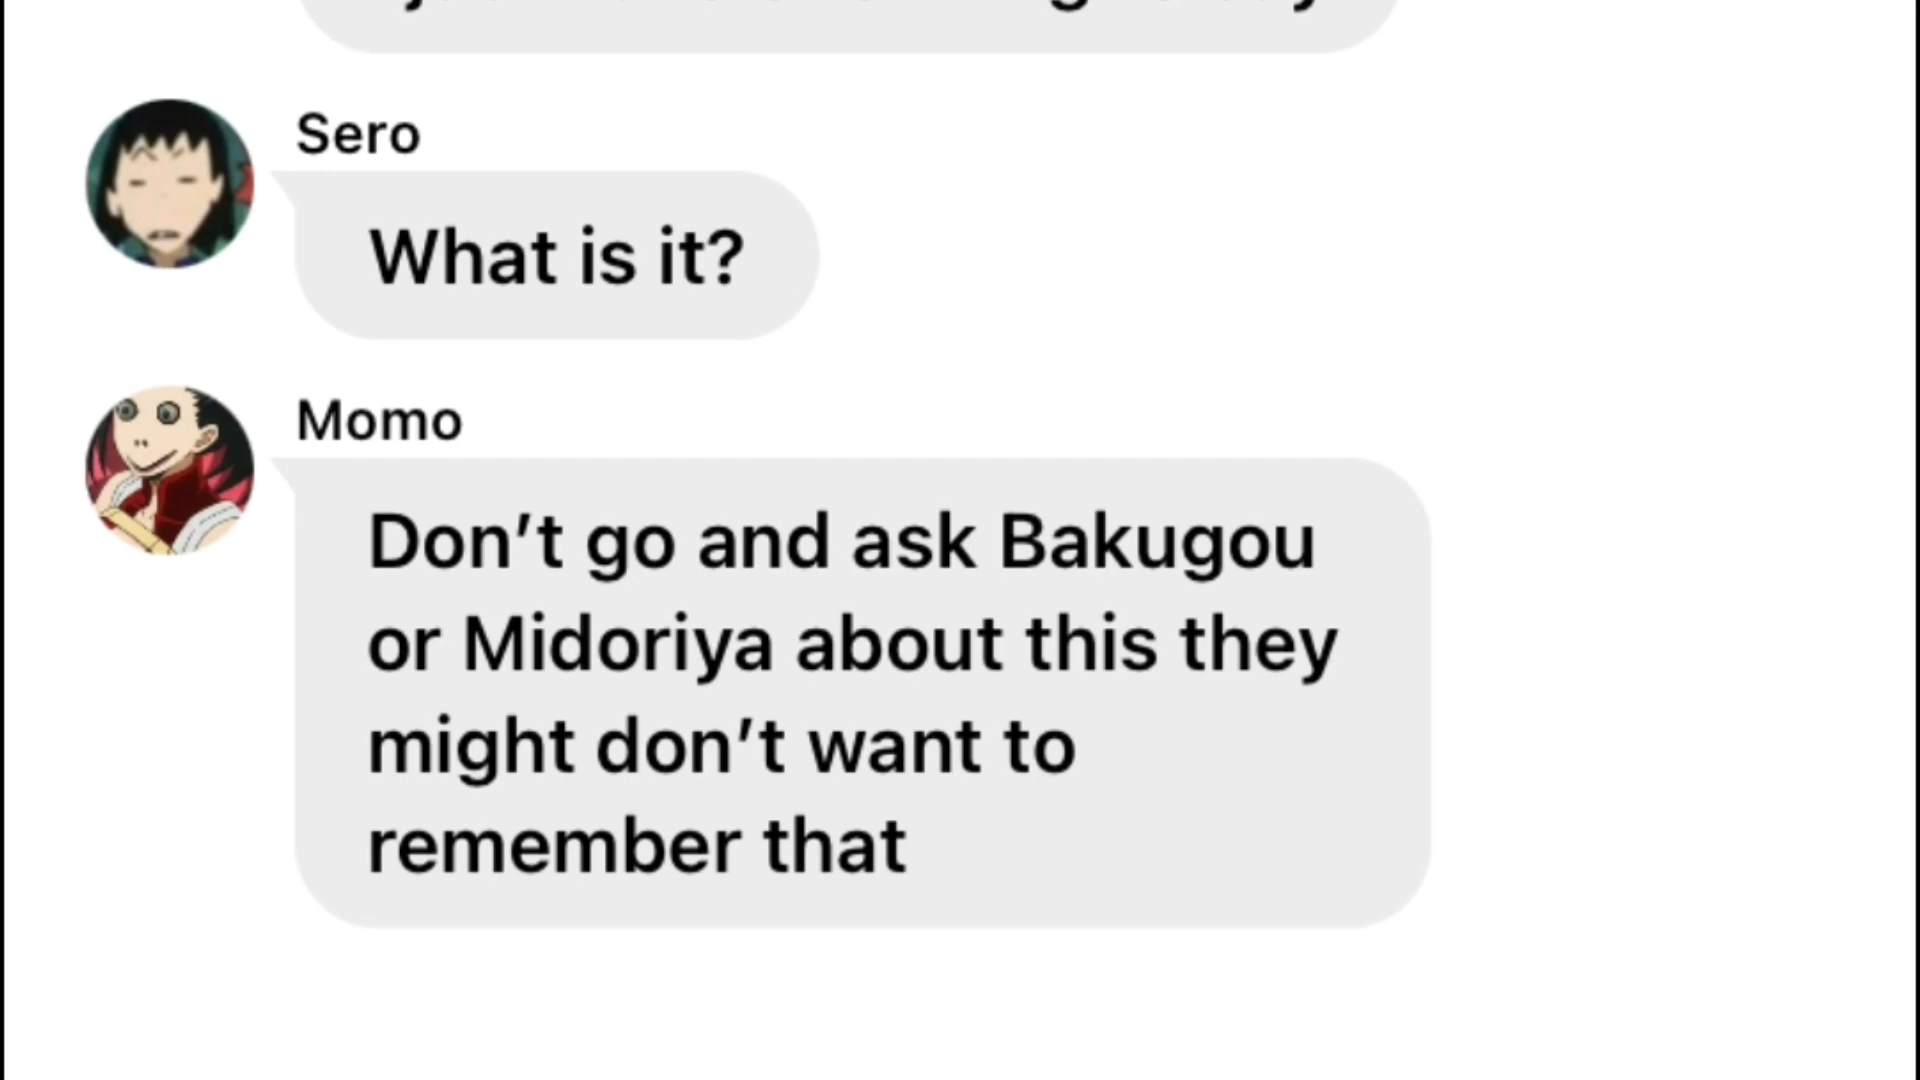 Sero
What is it?
Momo
Don’t go and ask Bakugou
or Midoriya about this they
might don’t want to
remember that